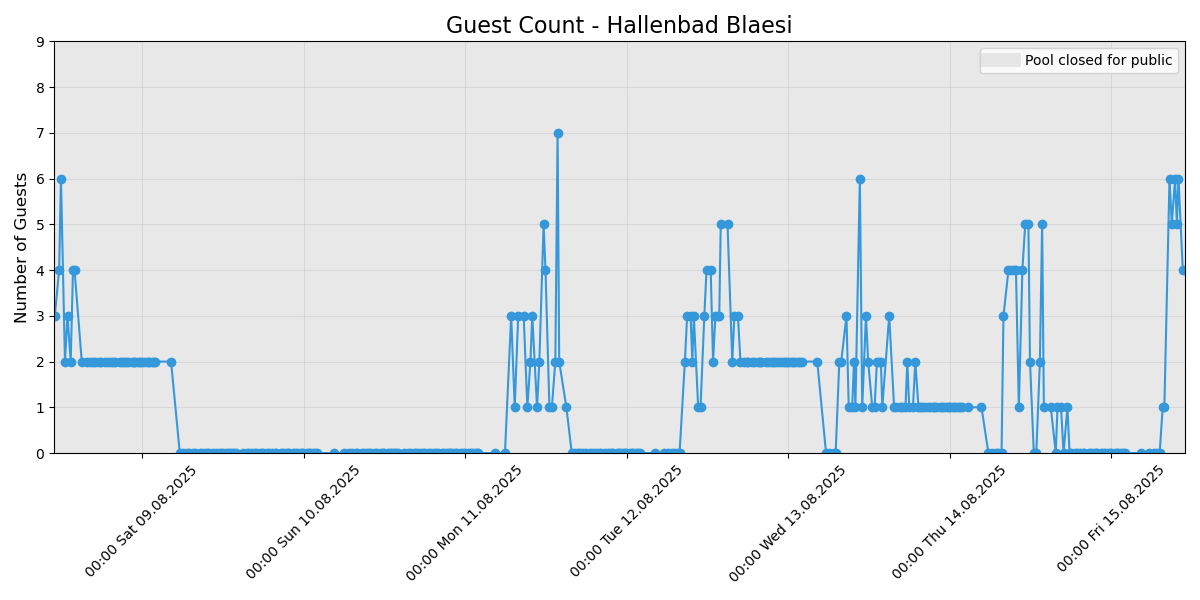 Guest Count - Hallenbad Blaesi
Pool closed for public
Number of Guests
9
8
7
6
5
4
3
2
1
0
00:00 Sat 09.08.2025
00:00 Sun 10.08.2025
00:00 Mon 11.08.2025
00:00 Tue 12.08.2025
00:00 Wed 13.08.2025
00:00 Thu 14.08.2025
00:00 Fri 15.08.2025